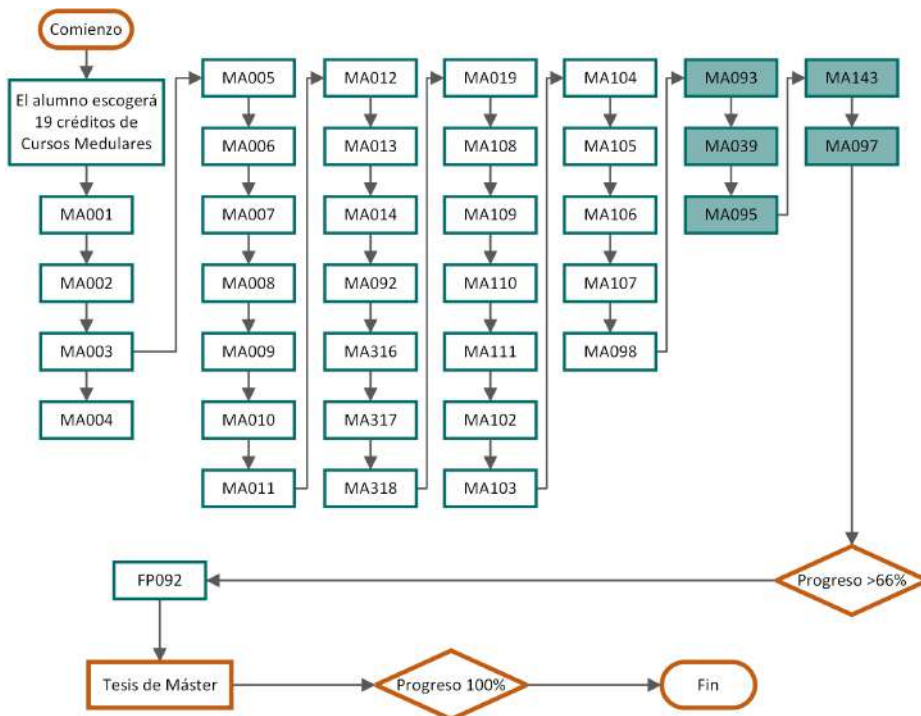 Comienzo
El alumno escogerá
19 créditos de
Cursos Medulares
MA001
MA002
MA003
MA004
MA005
MA006
MA007
MA008
MA009
MA010
MA011
MA012
MA013
MA014
MA092
MA316
MA317
MA318
MA019
MA108
MA109
MA110
MA111
MA102
MA103
MA104
MA105
MA106
MA107
MA098
MA093
MA039
MA095
MA143
MA097
Progreso >66%
FP092
Tesis de Máster
Progreso 100%
Fin